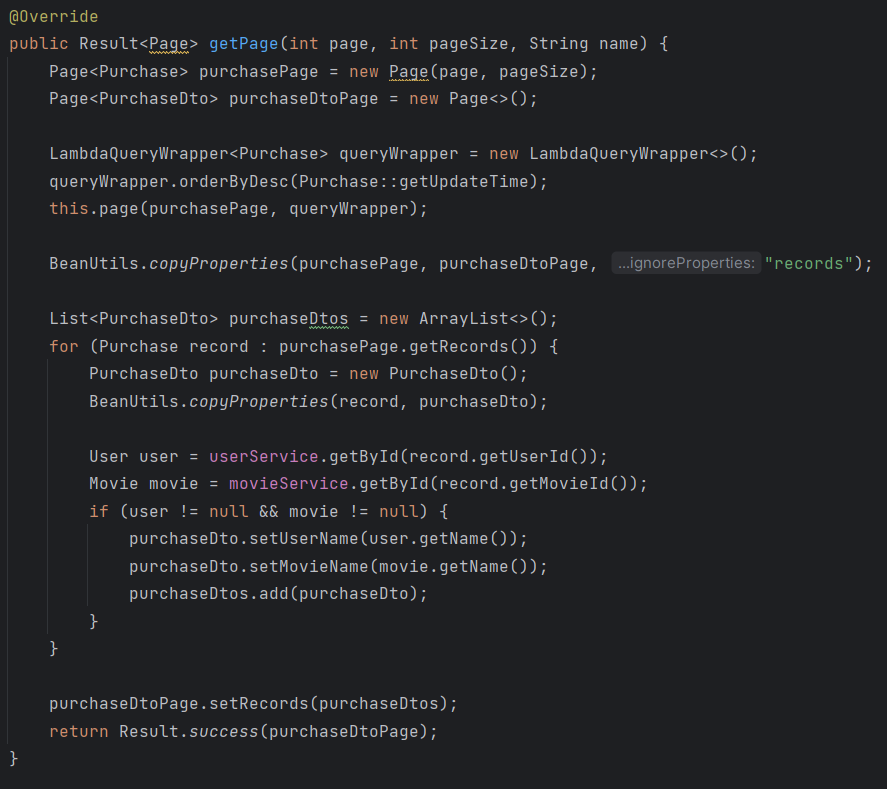 @Override
public Result<Page> getPage(int page, int pageSize, String name) {
    Page<Purchase> purchasePage = new Page(page, pageSize);
    Page<PurchaseDto> purchaseDtoPage = new Page<>();

    LambdaQueryWrapper<Purchase> queryWrapper = new LambdaQueryWrapper<>();
    queryWrapper.orderByDesc(Purchase::getUpdateTime);
    this.page(purchasePage, queryWrapper);

    BeanUtils.copyProperties(purchasePage, purchaseDtoPage, ...ignoreProperties: "records");

    List<PurchaseDto> purchaseDtos = new ArrayList<>();
    for (Purchase record : purchasePage.getRecords()) {
        PurchaseDto purchaseDto = new PurchaseDto();
        BeanUtils.copyProperties(record, purchaseDto);

        User user = userService.getById(record.getUserId());
        Movie movie = movieService.getById(record.getMovieId());
        if (user != null && movie != null) {
            purchaseDto.setUserName(user.getName());
            purchaseDto.setMovieName(movie.getName());
            purchaseDtos.add(purchaseDto);
        }
    }

    purchaseDtoPage.setRecords(purchaseDtos);
    return Result.success(purchaseDtoPage);
}